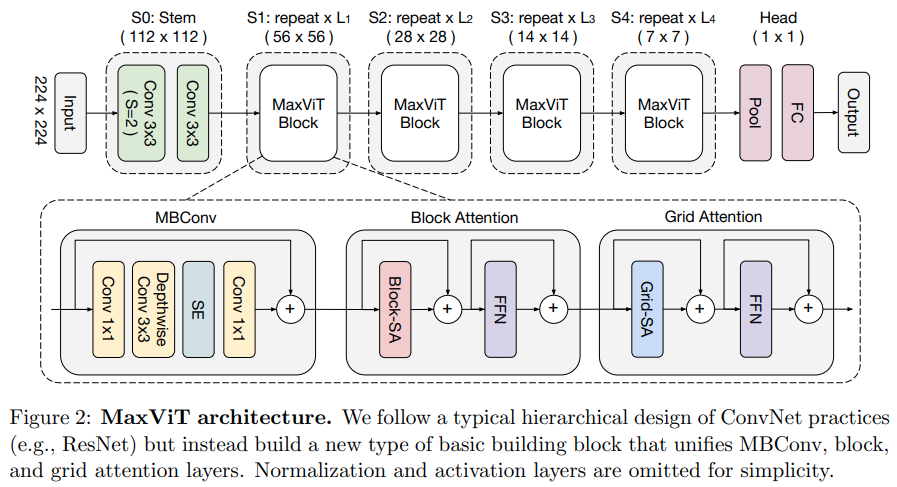 S0: Stem
(112 x 112)
S1: repeat x L₁
(56 x 56)
S2: repeat x L₂
(28 x 28)
S3: repeat x L₃
(14 x 14)
S4: repeat x L₄
(7 x 7)
Head
(1 x 1)
224 x 224
Input
Conv 3x3
(S=2)
Conv 3x3
MaxViT
Block
MaxViT
Block
MaxViT
Block
MaxViT
Block
Pool
FC
Output
MBConv
Conv 1x1
Depthwise
Conv 3x3
SE
Conv 1x1
+
Block Attention
Block-SA
+
FFN
+
Grid Attention
Grid-SA
+
FFN
+
Figure 2: MaxViT architecture. We follow a typical hierarchical design of ConvNet practices
(e.g., ResNet) but instead build a new type of basic building block that unifies MBConv, block,
and grid attention layers. Normalization and activation layers are omitted for simplicity.